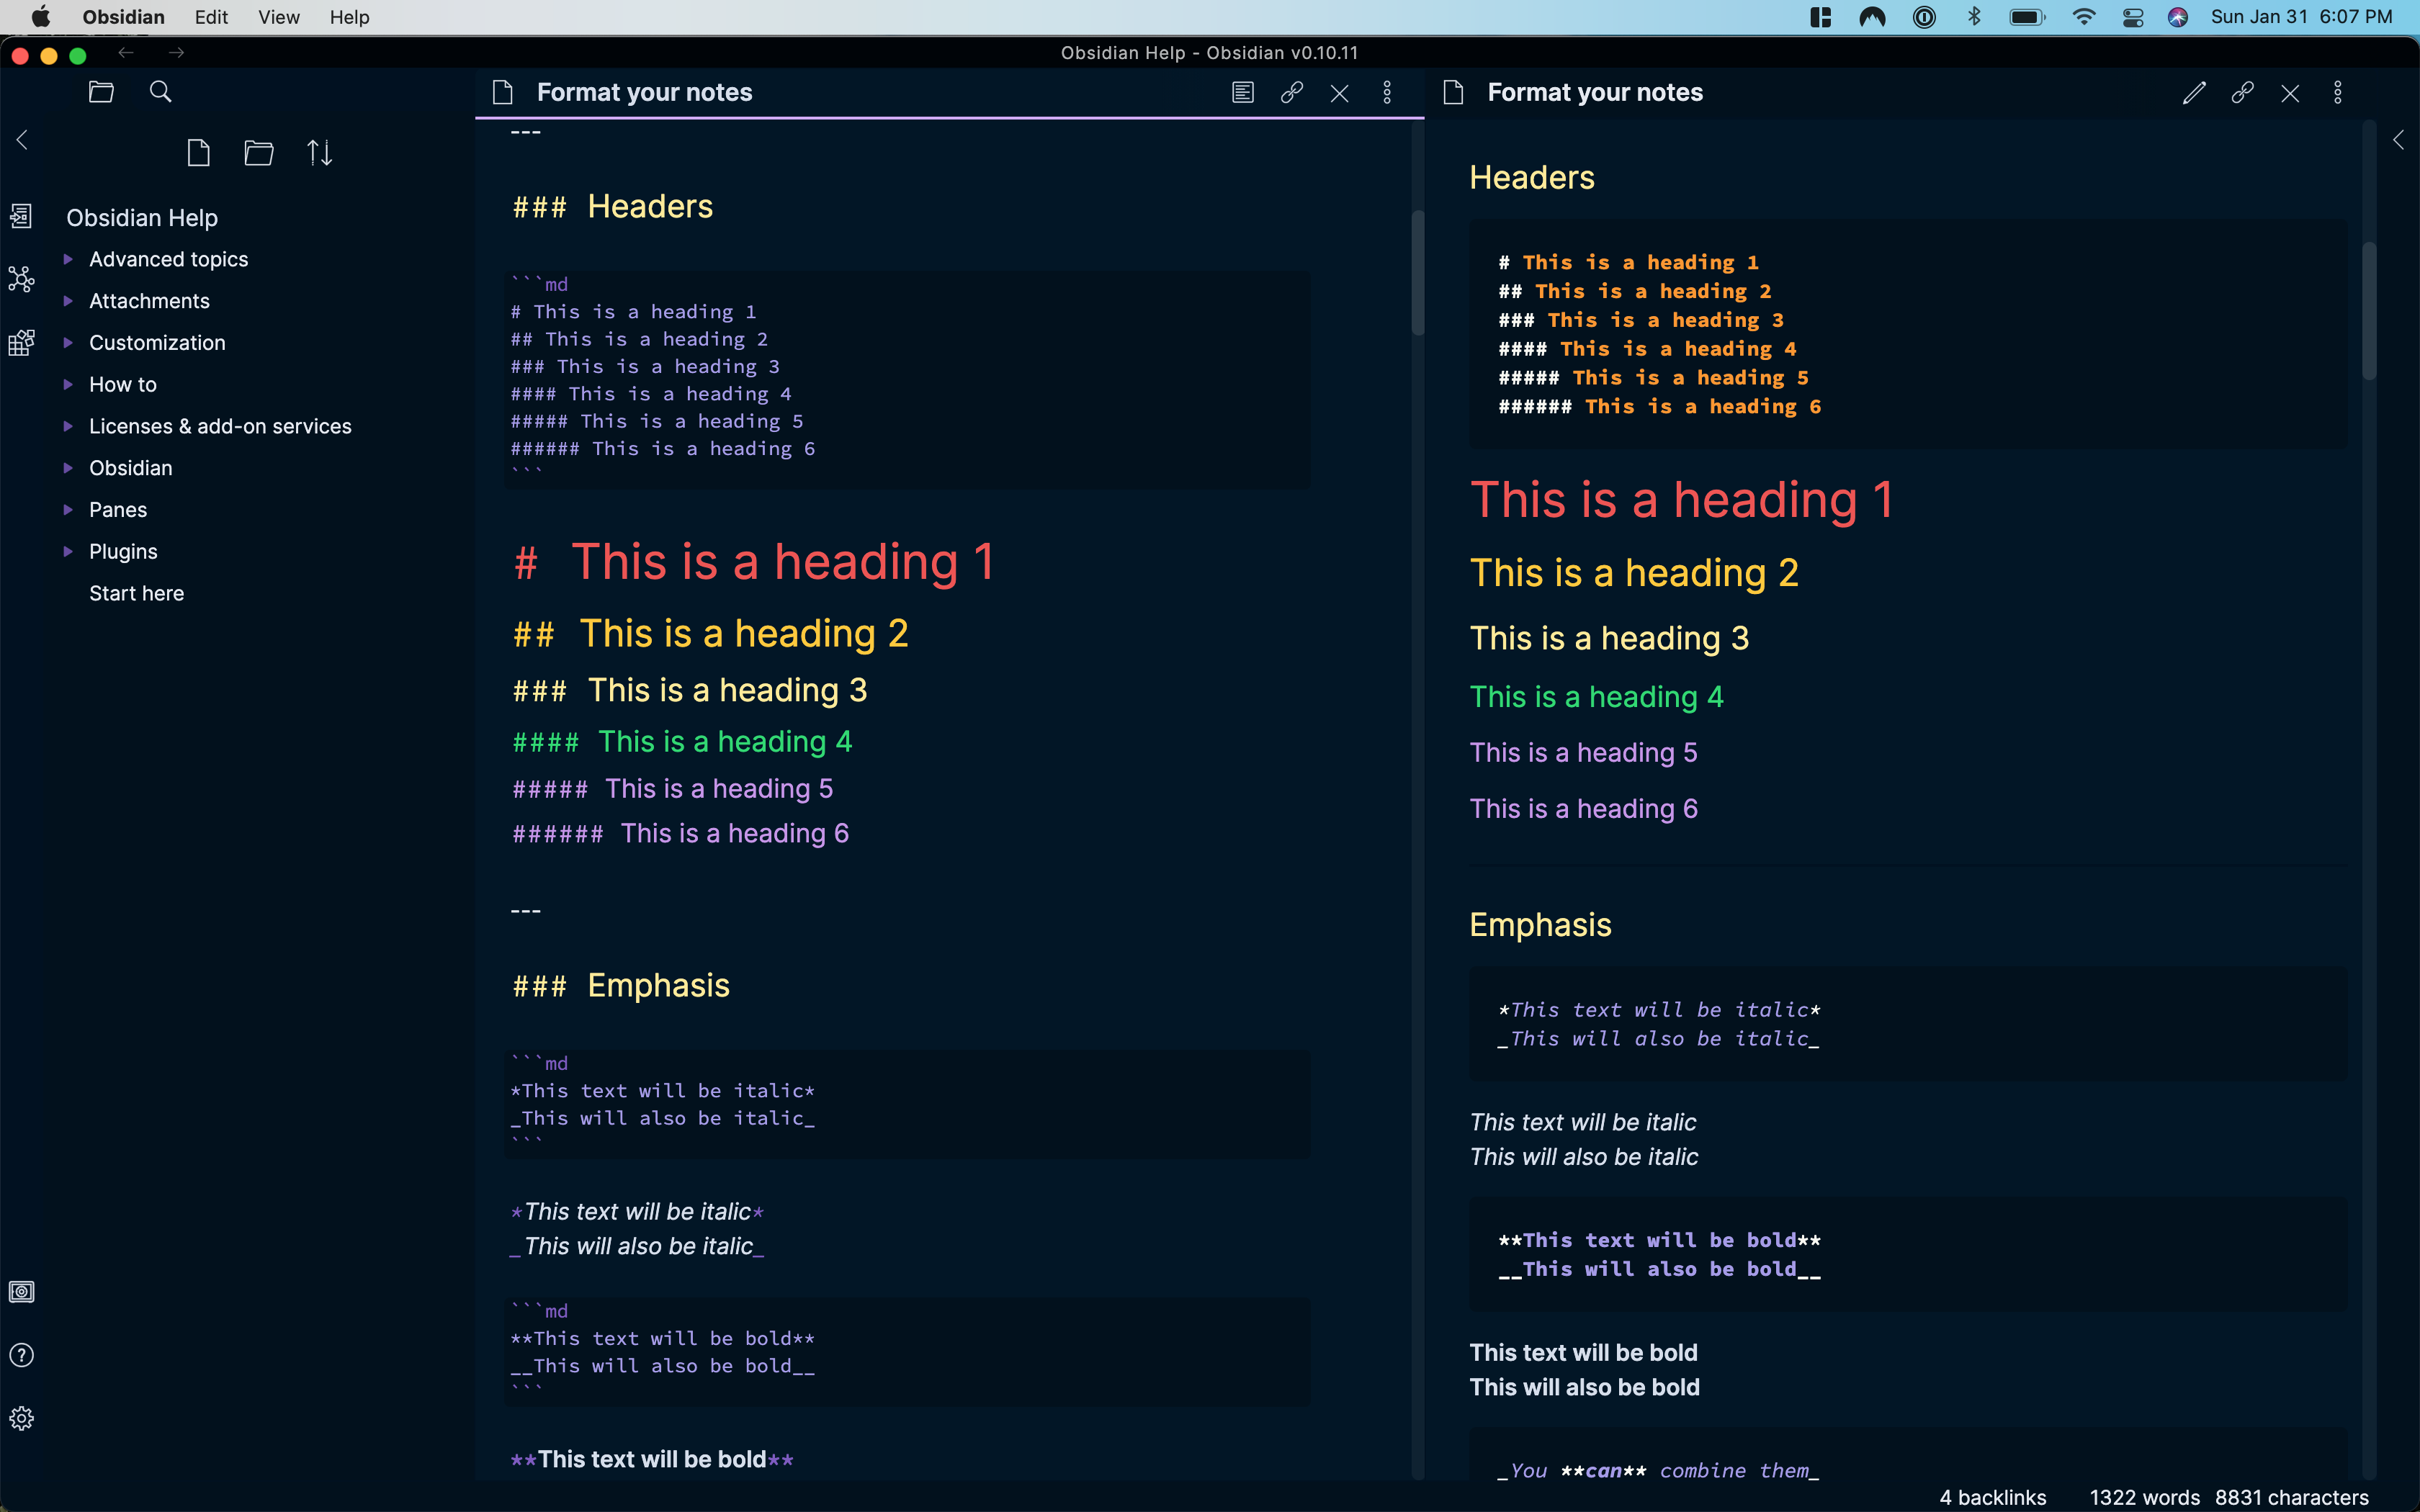 Obsidian Edit View Help Sun Jan 31 6:07 PM
Obsidian Help - Obsidian v0.10.11
Obsidian Help
Advanced topics
Attachments
Customization
How to
Licenses & add-on services
Obsidian
Panes
Plugins
Start here
Format your notes
---
### Headers
```md
# This is a heading 1
## This is a heading 2
### This is a heading 3
#### This is a heading 4
##### This is a heading 5
###### This is a heading 6
```
# This is a heading 1
## This is a heading 2
### This is a heading 3
#### This is a heading 4
##### This is a heading 5
###### This is a heading 6
---
### Emphasis
```md
*This text will be italic*
_This will also be italic_
```
*This text will be italic*
_This will also be italic_
```md
**This text will be bold**
__This will also be bold__
```
**This text will be bold**
Format your notes
Headers
# This is a heading 1
## This is a heading 2
### This is a heading 3
#### This is a heading 4
##### This is a heading 5
###### This is a heading 6
This is a heading 1
This is a heading 2
This is a heading 3
This is a heading 4
This is a heading 5
This is a heading 6
Emphasis
*This text will be italic*
_This will also be italic_
This text will be italic
This will also be italic
**This text will be bold**
__This will also be bold__
This text will be bold
This will also be bold
_You **can** combine them_
4 backlinks 1322 words 8831 characters